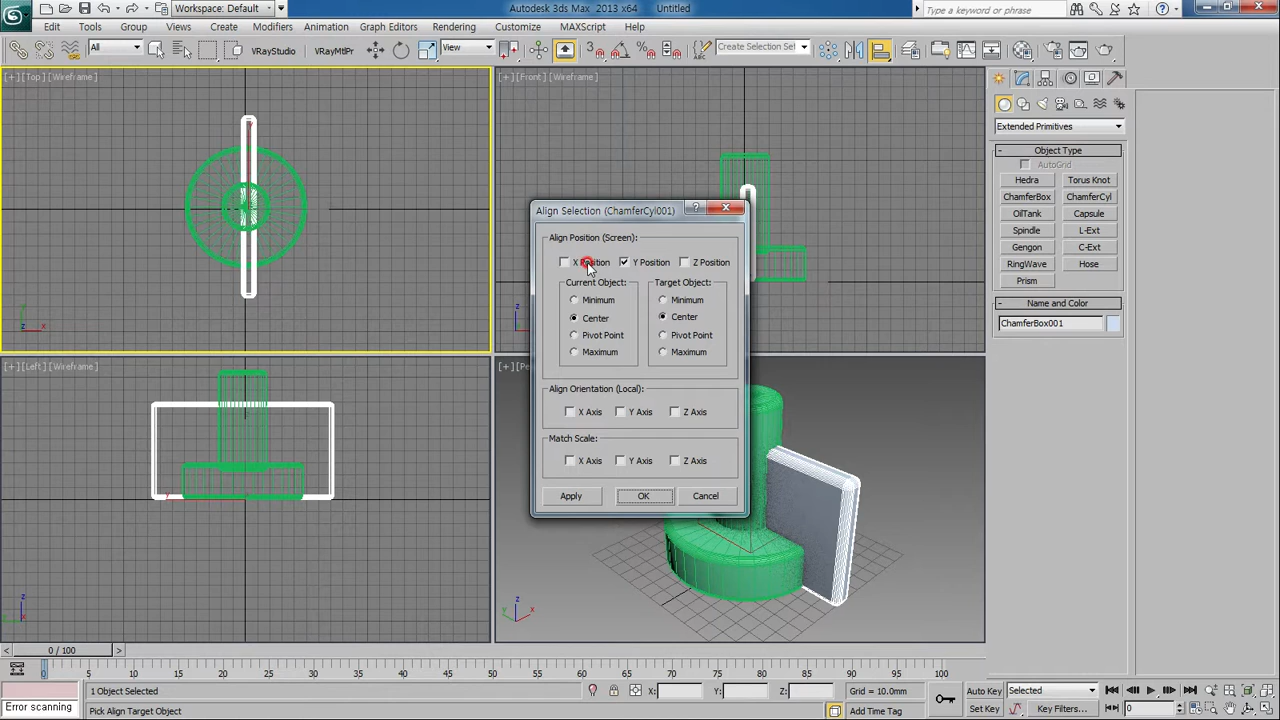 Workspace: Default
Autodesk 3ds Max 2013 x64 Untitled
Type a keyword or phrase
Edit Tools Group Views Create Modifiers Animation Graph Editors Rendering Customize MAXScript Help
All VRayStudio VRayMtlPr View Create Selection Set
[+] [Top] [Wireframe]
[+] [Front] [Wireframe]
Extended Primitives
Object Type
AutoGrid
Hedra Torus Knot
ChamferBox ChamferCyl
OilTank Capsule
Spindle L-Ext
Gengon C-Ext
RingWave Hose
Prism
Name and Color
ChamferBox001
Align Selection (ChamferCyl001)
Align Position (Screen):
X Position Y Position Z Position
Current Object: Target Object:
Minimum Minimum
Center Center
Pivot Point Pivot Point
Maximum Maximum
Align Orientation (Local):
X Axis Y Axis Z Axis
Match Scale:
X Axis Y Axis Z Axis
Apply OK Cancel
[+] [Left] [Wireframe]
0 / 100
0 5 10 15 20 25 30 35 40 45 50 55 60 65 70 75 80 85 90 95 100
1 Object Selected X: Y: Z: Grid = 10.0mm Auto Key Selected
Error scanning Pick Align Target Object Add Time Tag Set Key Key Filters... 0